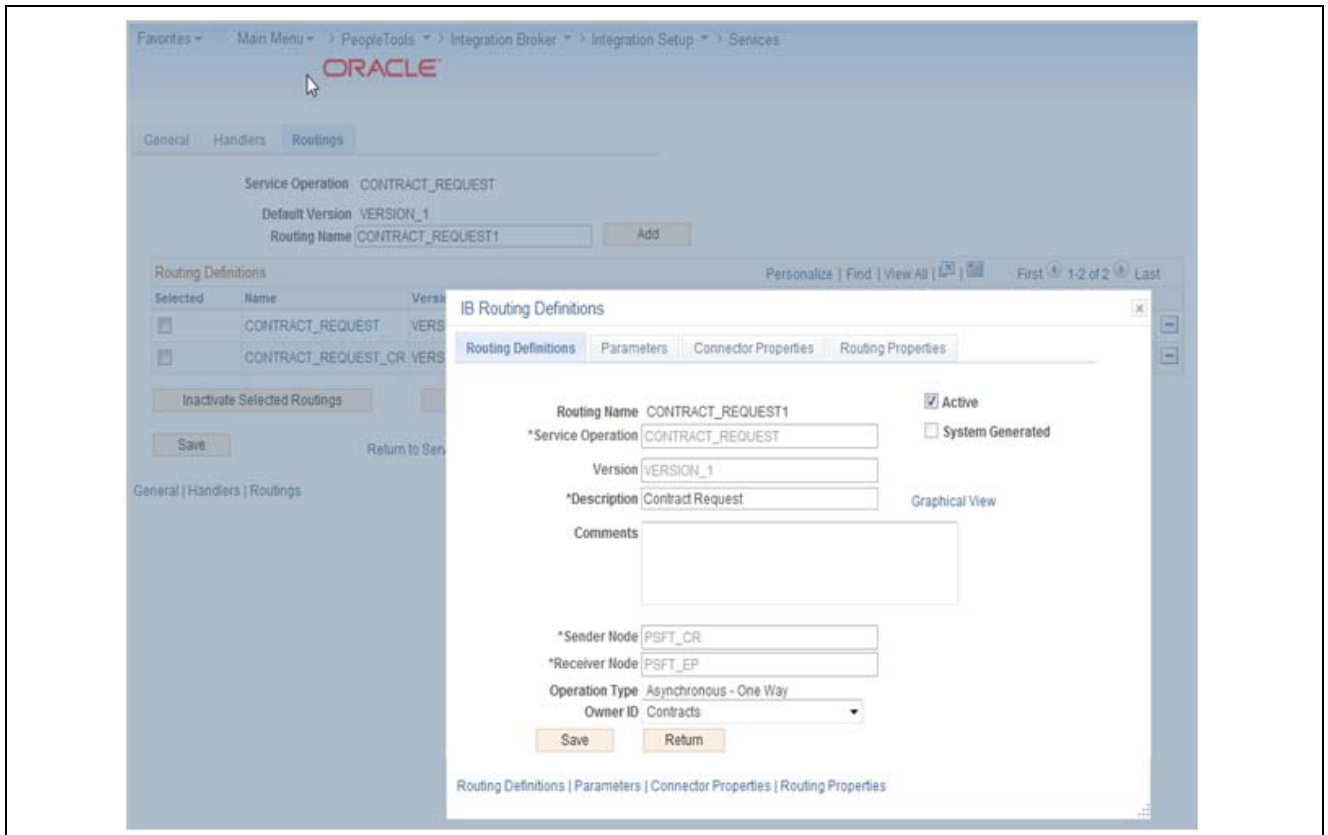 Favorites Main Menu > PeopleTools > Integration Broker > Integration Setup > Services
ORACLE
General Handlers Routings
Service Operation CONTRACT_REQUEST
Default Version VERSION_1
Routing Name CONTRACT_REQUEST1 Add
Routing Definitions Personalize | Find | View All | | First 1-2 of 2 Last
Selected Name
CONTRACT_REQUEST VERS
CONTRACT_REQUEST_CR VERS
Inactivate Selected Routings
Save Return to
General | Handlers | Routings
IB Routing Definitions
Routing Definitions Parameters Connector Properties Routing Properties
Routing Name CONTRACT_REQUEST1 Active
*Service Operation CONTRACT_REQUEST System Generated
Version VERSION_1
*Description Contract Request Graphical View
Comments
*Sender Node PSFT_CR
*Receiver Node PSFT_EP
Operation Type Asynchronous - One Way
Owner ID Contracts
Save Return
Routing Definitions | Parameters | Connector Properties | Routing Properties